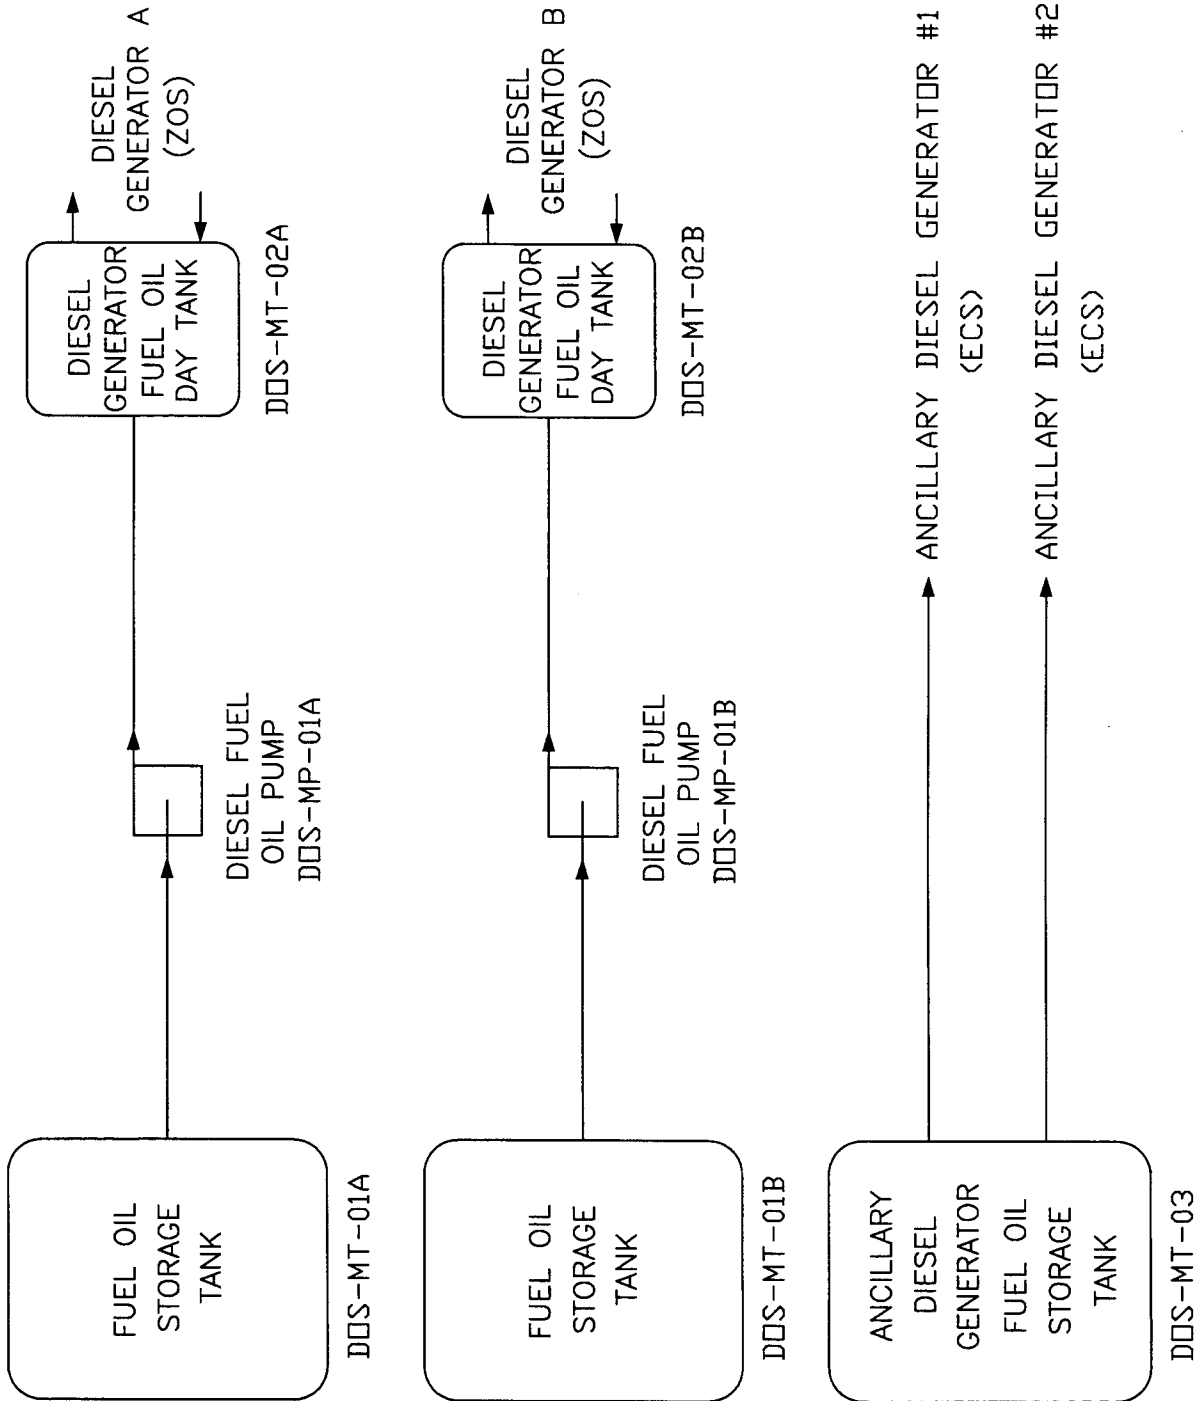 FUEL OIL
STORAGE
TANK
DOS-MT-01A
DIESEL FUEL
OIL PUMP
DOS-MP-01A
DIESEL
GENERATOR
FUEL OIL
DAY TANK
DOS-MT-02A
DIESEL
GENERATOR A
(ZOS)
FUEL OIL
STORAGE
TANK
DOS-MT-01B
DIESEL FUEL
OIL PUMP
DOS-MP-01B
DIESEL
GENERATOR
FUEL OIL
DAY TANK
DOS-MT-02B
DIESEL
GENERATOR B
(ZOS)
ANCILLARY
DIESEL
GENERATOR
FUEL OIL
STORAGE
TANK
DOS-MT-03
ANCILLARY DIESEL GENERATOR #1
(ECS)
ANCILLARY DIESEL GENERATOR #2
(ECS)